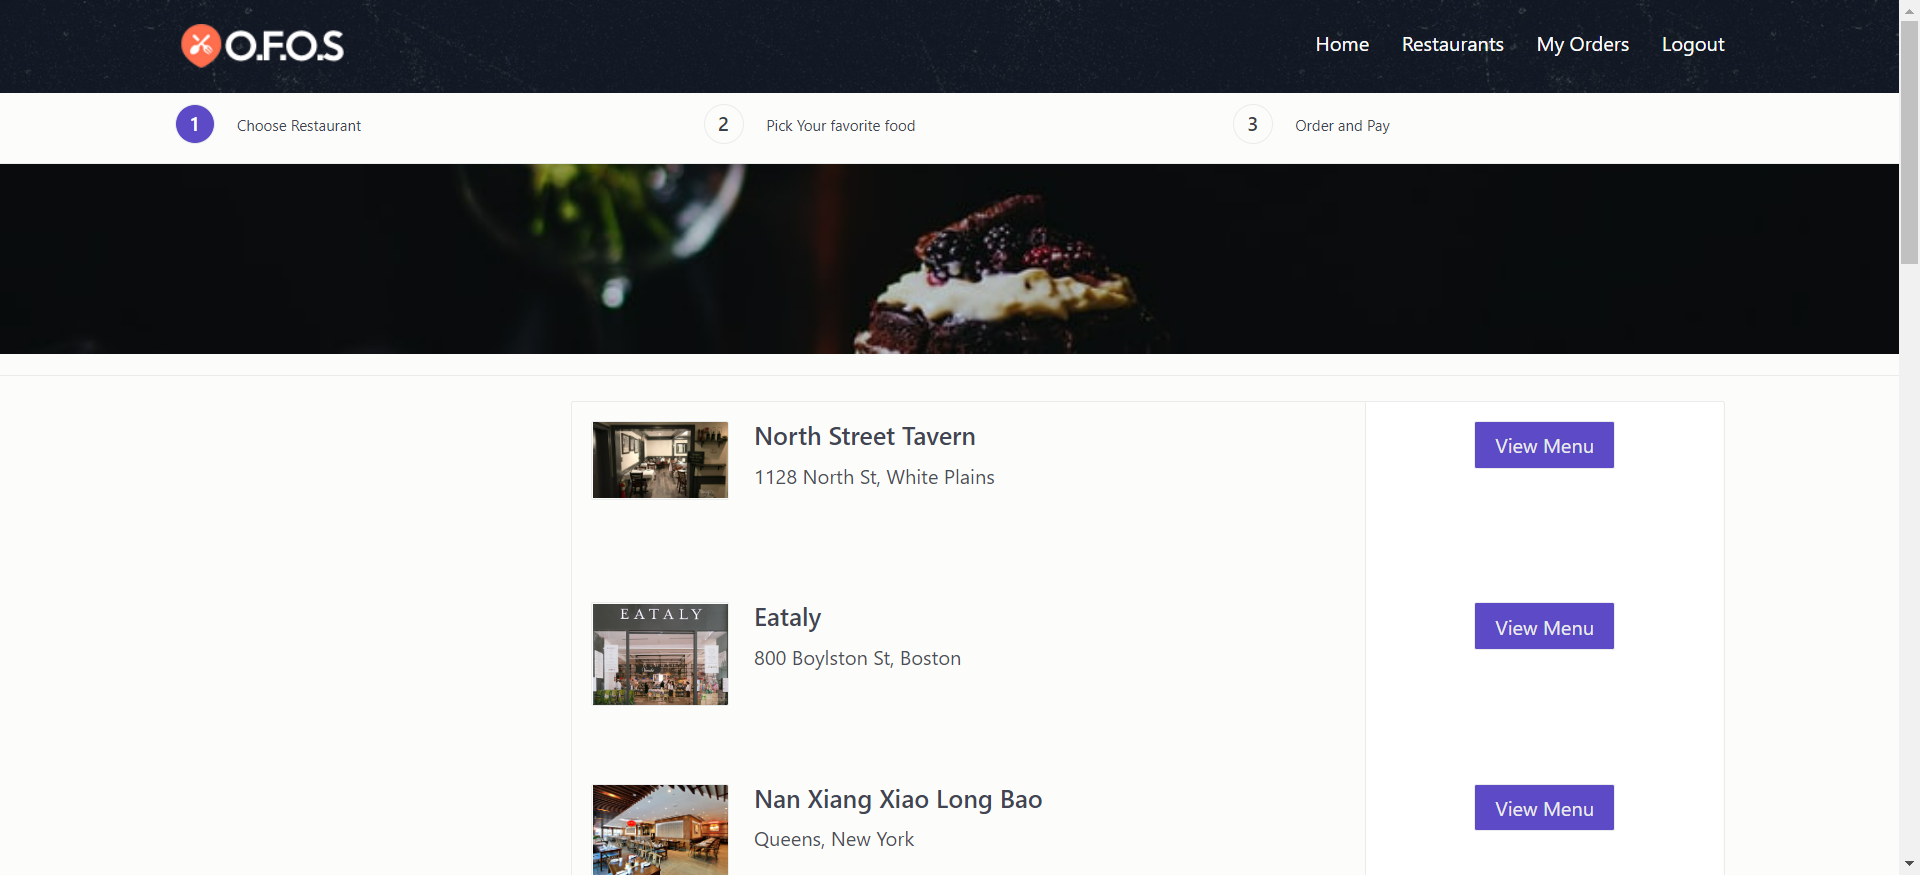 O.F.O.S
Home Restaurants My Orders Logout
1 Choose Restaurant 2 Pick Your favorite food 3 Order and Pay
North Street Tavern
1128 North St, White Plains
View Menu
EATALY
Eataly
800 Boylston St, Boston
View Menu
Nan Xiang Xiao Long Bao
Queens, New York
View Menu